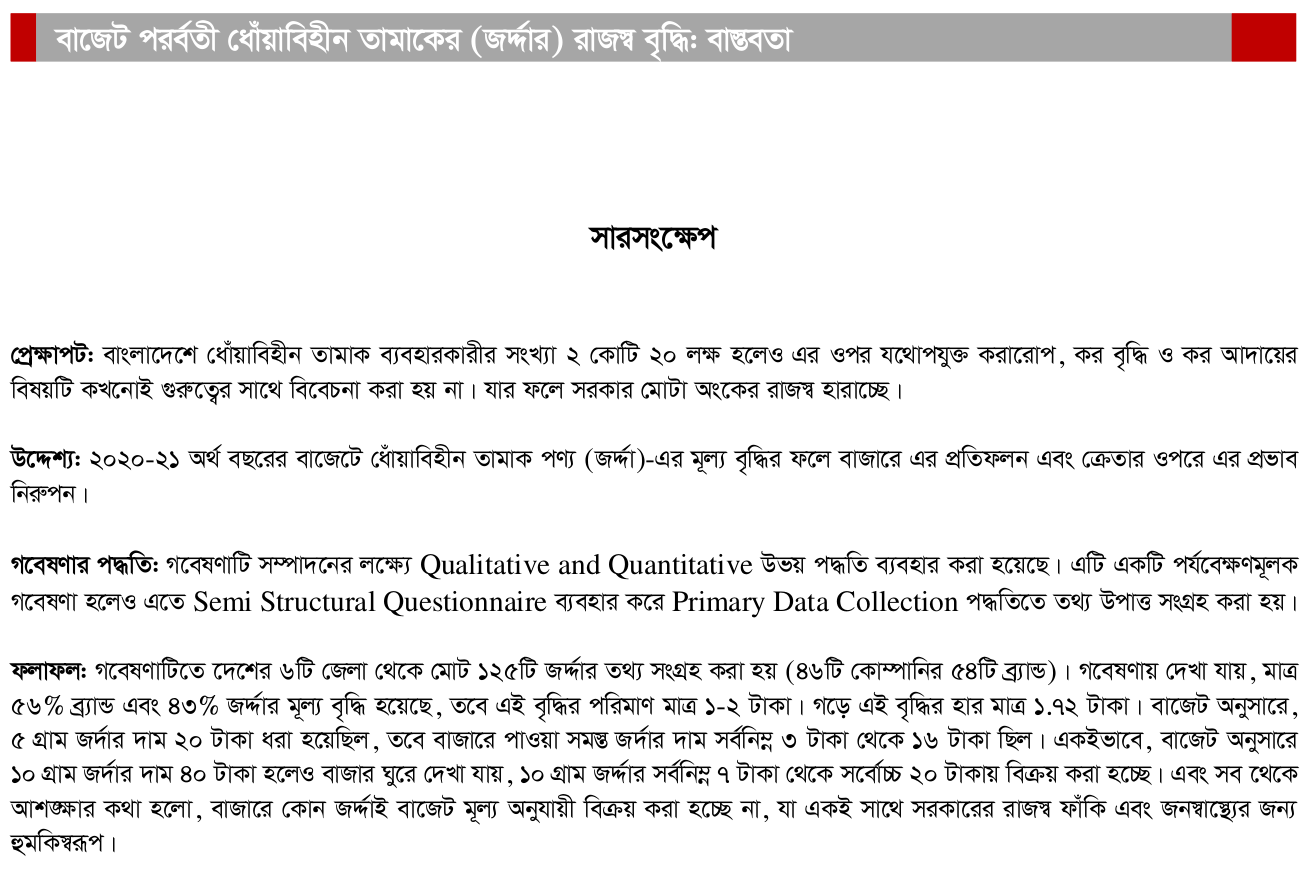 বাজেট পরর্বতী ধোঁয়াবিহীন তামাকের (জর্দ্দার) রাজস্ব বৃদ্ধি: বাস্তবতা
সারসংক্ষেপ
প্রেক্ষাপট: বাংলাদেশে ধোঁয়াবিহীন তামাক ব্যবহারকারীর সংখ্যা ২ কোটি ২০ লক্ষ হলেও এর ওপর যথোপযুক্ত করারোপ, কর বৃদ্ধি ও কর আদায়ের
বিষয়টি কখনোই গুরুত্বের সাথে বিবেচনা করা হয় না। যার ফলে সরকার মোটা অংকের রাজস্ব হারাচ্ছে।
উদ্দেশ্য: ২০২০-২১ অর্থ বছরের বাজেটে ধোঁয়াবিহীন তামাক পণ্য (জর্দ্দা)-এর মূল্য বৃদ্ধির ফলে বাজারে এর প্রতিফলন এবং ক্রেতার ওপরে এর প্রভাব
নিরুপন।
গবেষণার পদ্ধতি: গবেষণাটি সম্পাদনের লক্ষ্যে Qualitative and Quantitative উভয় পদ্ধতি ব্যবহার করা হয়েছে। এটি একটি পর্যবেক্ষণমূলক
গবেষণা হলেও এতে Semi Structural Questionnaire ব্যবহার করে Primary Data Collection পদ্ধতিতে তথ্য উপাত্ত সংগ্রহ করা হয়।
ফলাফল: গবেষণাটিতে দেশের ৬টি জেলা থেকে মোট ১২৫টি জর্দ্দার তথ্য সংগ্রহ করা হয় (৪৬টি কোম্পানির ৫৪টি ব্র্যান্ড)। গবেষণায় দেখা যায়, মাত্র
৫৬% ব্র্যান্ড এবং ৪৩% জর্দ্দার মূল্য বৃদ্ধি হয়েছে, তবে এই বৃদ্ধির পরিমাণ মাত্র ১-২ টাকা। গড়ে এই বৃদ্ধির হার মাত্র ১.৭২ টাকা। বাজেট অনুসারে,
৫ গ্রাম জর্দার দাম ২০ টাকা ধরা হয়েছিল, তবে বাজারে পাওয়া সমস্ত জর্দার দাম সর্বনিম্ন ৩ টাকা থেকে ১৬ টাকা ছিল। একইভাবে, বাজেট অনুসারে
১০ গ্রাম জর্দার দাম ৪০ টাকা হলেও বাজার ঘুরে দেখা যায়, ১০ গ্রাম জর্দ্দার সর্বনিম্ন ৭ টাকা থেকে সর্বোচ্চ ২০ টাকায় বিক্রয় করা হচ্ছে। এবং সব থেকে
আশঙ্ক্ষার কথা হলো, বাজারে কোন জর্দ্দাই বাজেট মূল্য অনুযায়ী বিক্রয় করা হচ্ছে না, যা একই সাথে সরকারের রাজস্ব ফাঁকি এবং জনস্বাস্থ্যের জন্য
হুমকিস্বরূপ।